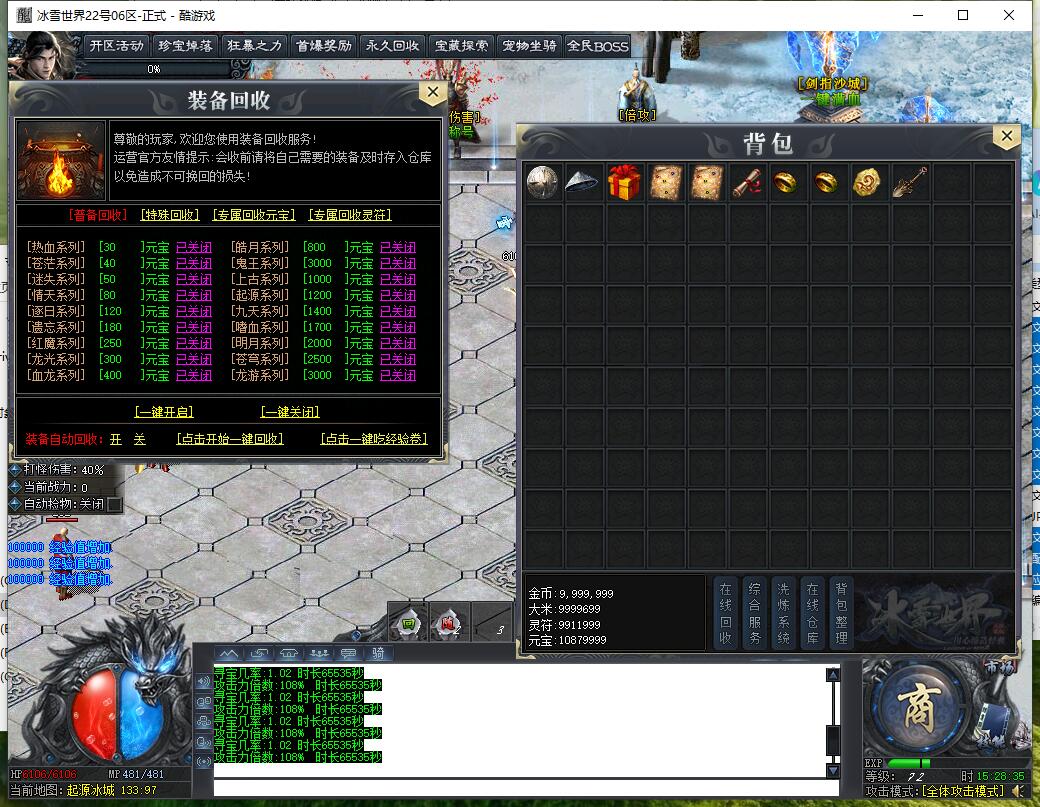 冰雪世界22号06区-正式 - 酷游戏
开区活动 珍宝掉落 狂暴之力 首爆奖励 永久回收 宝藏探索 宠物坐骑 全民BOSS
0%
[剑指沙城]
一键满血
[倍攻]
伤害]
称号
装备回收
尊敬的玩家,欢迎您使用装备回收服务!
运营官方友情提示:会收前请将自己需要的装备及时存入仓库
以免造成不可挽回的损失!
[普备回收] [特殊回收] [专属回收元宝] [专属回收灵符]
[热血系列] [30 ]元宝 已关闭 [皓月系列] [800 ]元宝 已关闭
[苍茫系列] [40 ]元宝 已关闭 [鬼王系列] [3000 ]元宝 已关闭
[迷失系列] [50 ]元宝 已关闭 [上古系列] [1000 ]元宝 已关闭
[情天系列] [80 ]元宝 已关闭 [起源系列] [1200 ]元宝 已关闭
[逐日系列] [120 ]元宝 已关闭 [九天系列] [1400 ]元宝 已关闭
[遗忘系列] [180 ]元宝 已关闭 [嗜血系列] [1700 ]元宝 已关闭
[红魔系列] [250 ]元宝 已关闭 [明月系列] [2000 ]元宝 已关闭
[龙光系列] [300 ]元宝 已关闭 [苍穹系列] [2500 ]元宝 已关闭
[血龙系列] [400 ]元宝 已关闭 [龙游系列] [3000 ]元宝 已关闭
[一键开启] [一键关闭]
装备自动回收: 开 关 [点击开始一键回收] [点击一键吃经验卷]
打怪伤害: 40%
当前战力: 0
自动捡物: 关闭
100000 经验值增加.
100000 经验值增加.
100000 经验值增加.
背包
金币: 9,999,999
大米: 9999699
灵符: 9911999
元宝: 10879999
在线回收
综合服务
洗炼系统
在线仓库
背包整理
回 1
随 2
3
骑
寻宝几率:1.02 时长65535秒
攻击力倍数:108% 时长65535秒
寻宝几率:1.02 时长65535秒
攻击力倍数:108% 时长65535秒
寻宝几率:1.02 时长65535秒
攻击力倍数:108% 时长65535秒
寻宝几率:1.02 时长65535秒
攻击力倍数:108% 时长65535秒
HP 6106/6106 MP 481/481
当前地图: 起源冰城 133:97
市场
商
技能
EXP
等级: 72 时 15:28:35
攻击模式: [全体攻击模式]